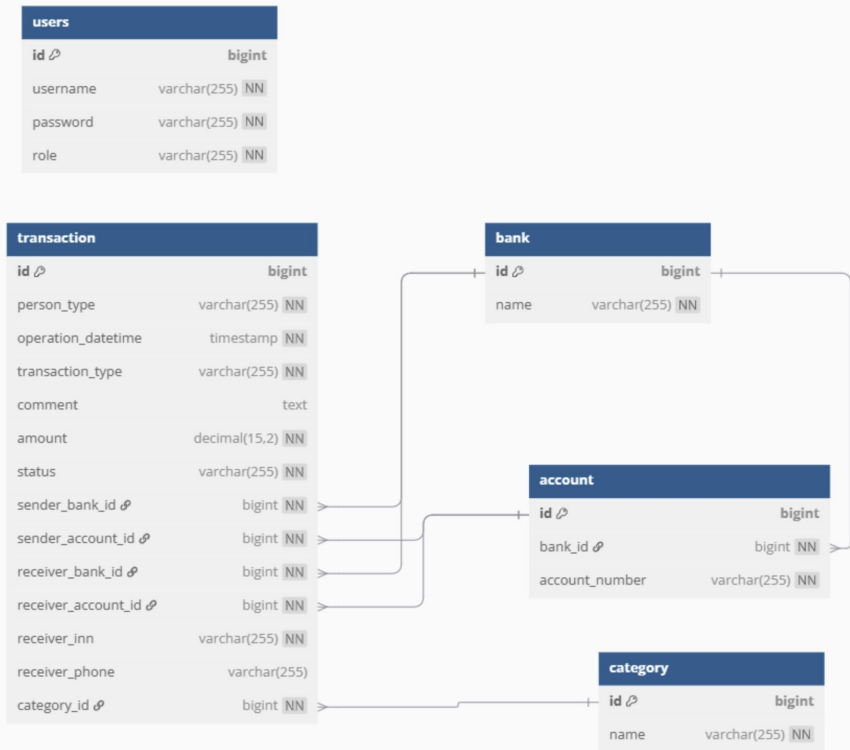 users
id bigint
username varchar(255) NN
password varchar(255) NN
role varchar(255) NN
transaction
id bigint
person_type varchar(255) NN
operation_datetime timestamp NN
transaction_type varchar(255) NN
comment text
amount decimal(15,2) NN
status varchar(255) NN
sender_bank_id bigint NN
sender_account_id bigint NN
receiver_bank_id bigint NN
receiver_account_id bigint NN
receiver_inn varchar(255) NN
receiver_phone varchar(255)
category_id bigint NN
bank
id bigint
name varchar(255) NN
account
id bigint
bank_id bigint NN
account_number varchar(255) NN
category
id bigint
name varchar(255) NN